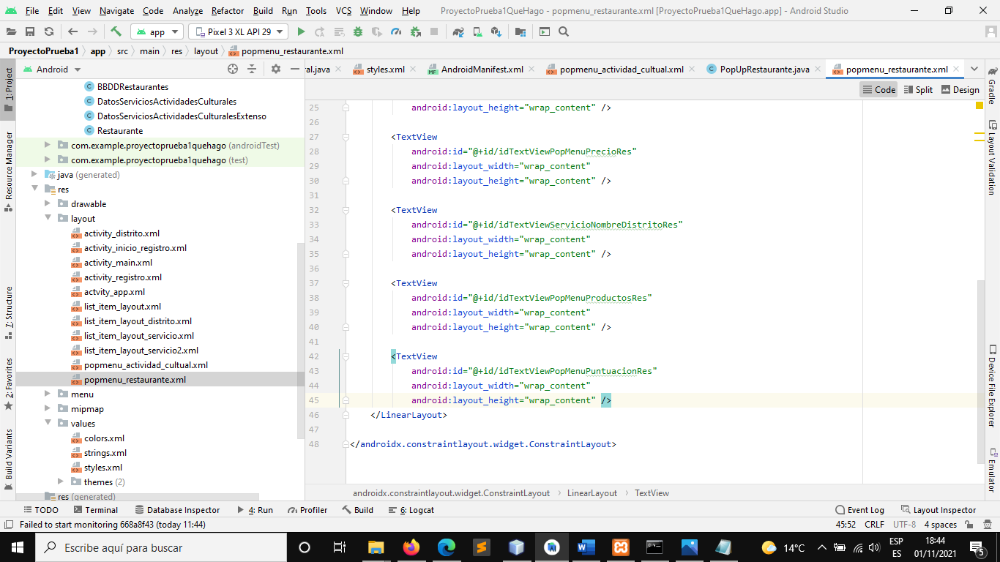 File Edit View Navigate Code Analyze Refactor Build Run Tools VCS Window Help ProyectoPrueba1QueHago - popmenu_restaurante.xml [ProyectoPrueba1QueHago.app] - Android Studio
app Pixel 3 XL API 29
ProyectoPrueba1 app src main res layout popmenu_restaurante.xml
Android
ral.java styles.xml AndroidManifest.xml popmenu_actividad_cultual.xml PopUpRestaurante.java popmenu_restaurante.xml
Code Split Design
1: Project
Resource Manager
7: Structure
2: Favorites
Build Variants
BBDDRestaurantes
DatosServiciosActividadesCulturales
DatosServiciosActividadesCulturalesExtenso
Restaurante
com.example.proyectoprueba1quehago (androidTest)
com.example.proyectoprueba1quehago (test)
java (generated)
res
drawable
layout
activity_distrito.xml
activity_inicio_registro.xml
activity_main.xml
activity_registro.xml
actvity_app.xml
list_item_layout.xml
list_item_layout_distrito.xml
list_item_layout_servicio.xml
list_item_layout_servicio2.xml
popmenu_actividad_cultual.xml
popmenu_restaurante.xml
menu
mipmap
values
colors.xml
strings.xml
styles.xml
themes (2)
res (generated)
25 android:layout_height="wrap_content" />
26
27 <TextView
28 android:id="@+id/idTextViewPopMenuPrecioRes"
29 android:layout_width="wrap_content"
30 android:layout_height="wrap_content" />
31
32 <TextView
33 android:id="@+id/idTextViewServicioNombreDistritoRes"
34 android:layout_width="wrap_content"
35 android:layout_height="wrap_content" />
36
37 <TextView
38 android:id="@+id/idTextViewPopMenuProductosRes"
39 android:layout_width="wrap_content"
40 android:layout_height="wrap_content" />
41
42 <TextView
43 android:id="@+id/idTextViewPopMenuPuntuacionRes"
44 android:layout_width="wrap_content"
45 android:layout_height="wrap_content" />
46 </LinearLayout>
47
48 </androidx.constraintlayout.widget.ConstraintLayout>
Gradle
Layout Validation
Device File Explorer
Emulator
androidx.constraintlayout.widget.ConstraintLayout LinearLayout TextView
TODO Terminal Database Inspector 4: Run Profiler Build 6: Logcat Event Log Layout Inspector
Failed to start monitoring 668a8f43 (today 11:44) 45:52 CRLF UTF-8 4 spaces
Escribe aquí para buscar 14°C ESP 18:44
ES 01/11/2021 5